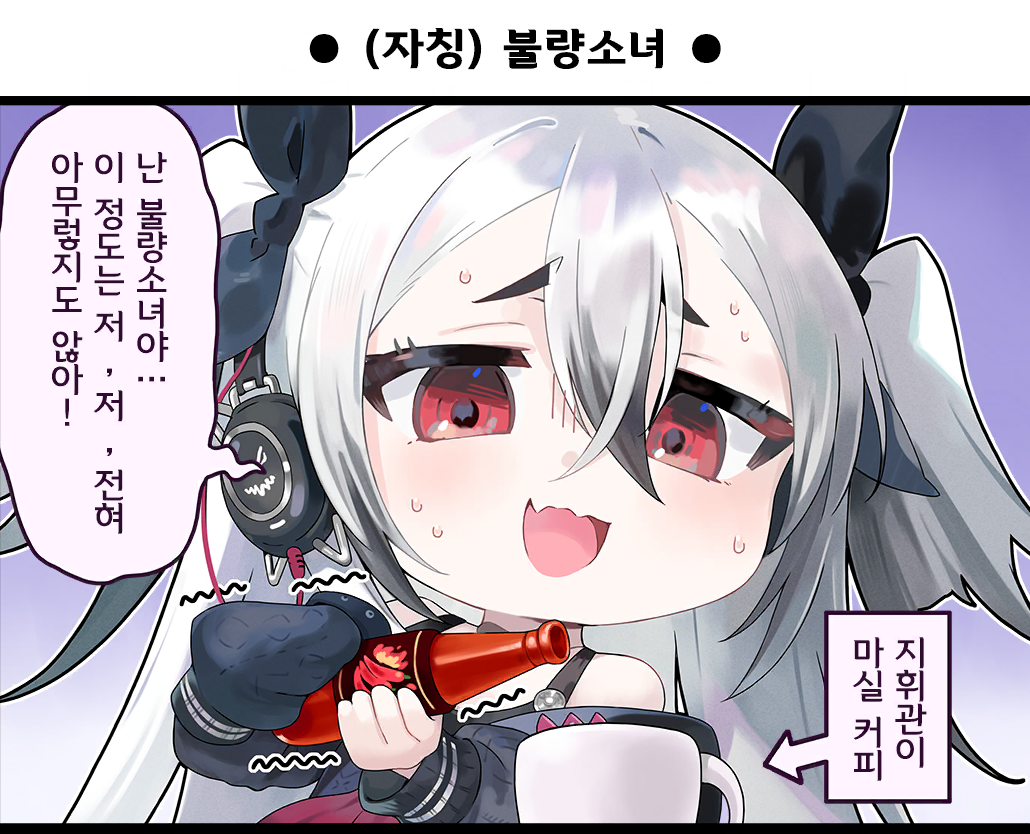 ● (자칭) 불량소녀 ●
난 불량소녀야...
이 정도는 저, 저, 전혀
아무렇지도 않아!
지휘관이
마실 커피